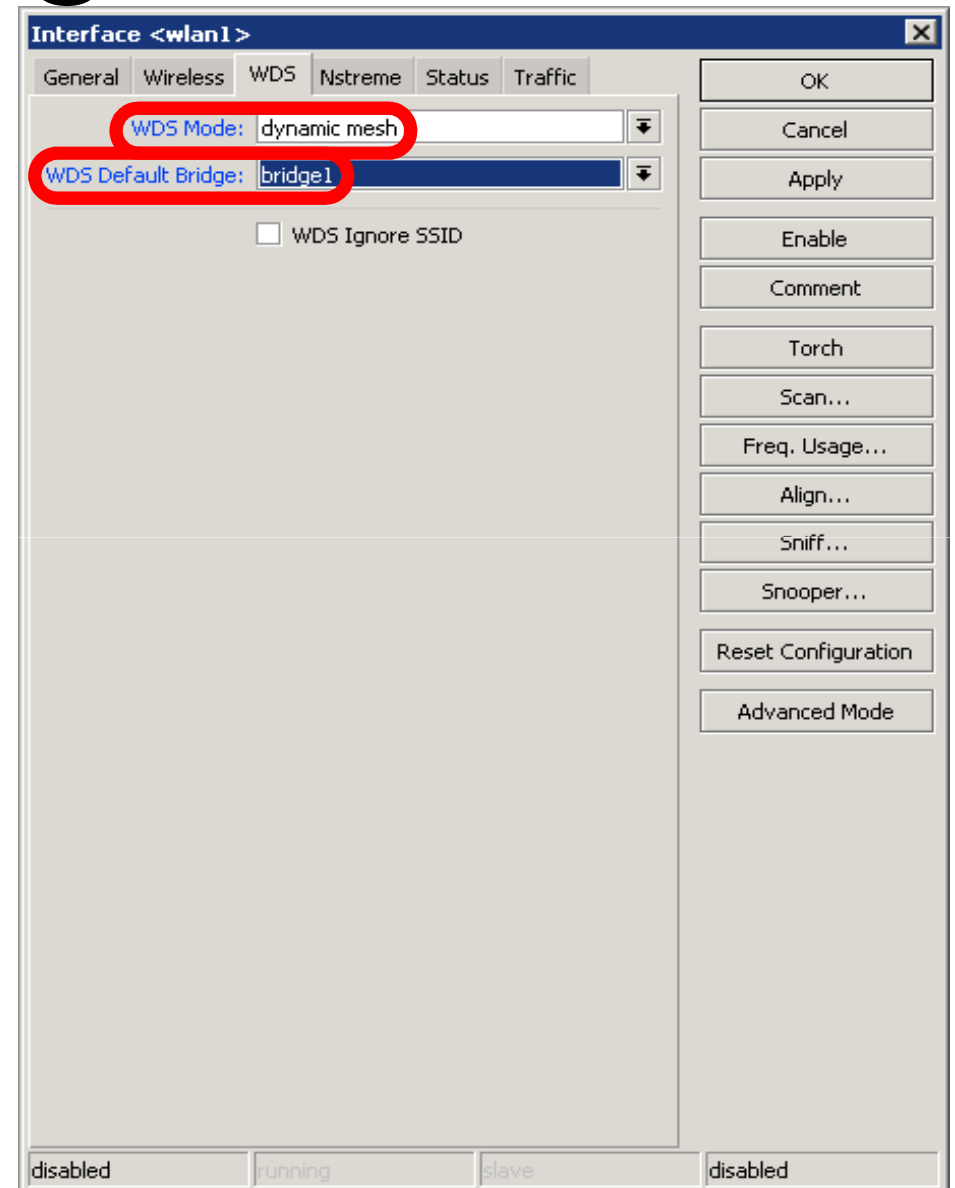 Interface <wlan1>
General Wireless WDS Nstreme Status Traffic
WDS Mode: dynamic mesh
WDS Default Bridge: bridge1
WDS Ignore SSID
OK
Cancel
Apply
Enable
Comment
Torch
Scan...
Freq. Usage...
Align...
Sniff...
Snooper...
Reset Configuration
Advanced Mode
disabled running slave disabled